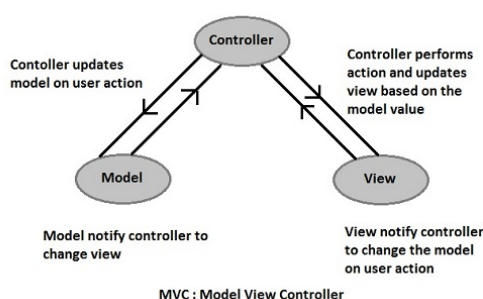 Controller
Contoller updates
model on user action
Controller performs
action and updates
view based on the
model value
Model
View
Model notify controller to
change view
View notify controller
to change the model
on user action
MVC : Model View Controller